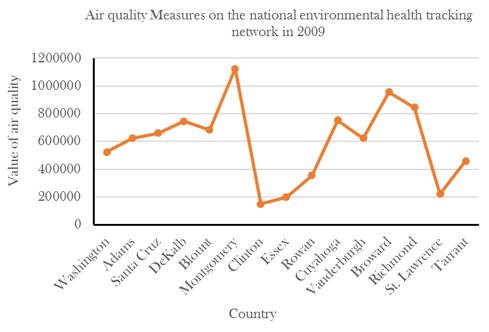 Air quality Measures on the national environmental health tracking
network in 2009
Value of air quality
1200000
1000000
800000
600000
400000
200000
0
Washington
Adams
Santa Cruz
DeKalb
Blount
Montgomery
Clinton
Essex
Rowan
Cuyahoga
Vanderburgh
Broward
Richmond
St. Lawrence
Tarrant
Country